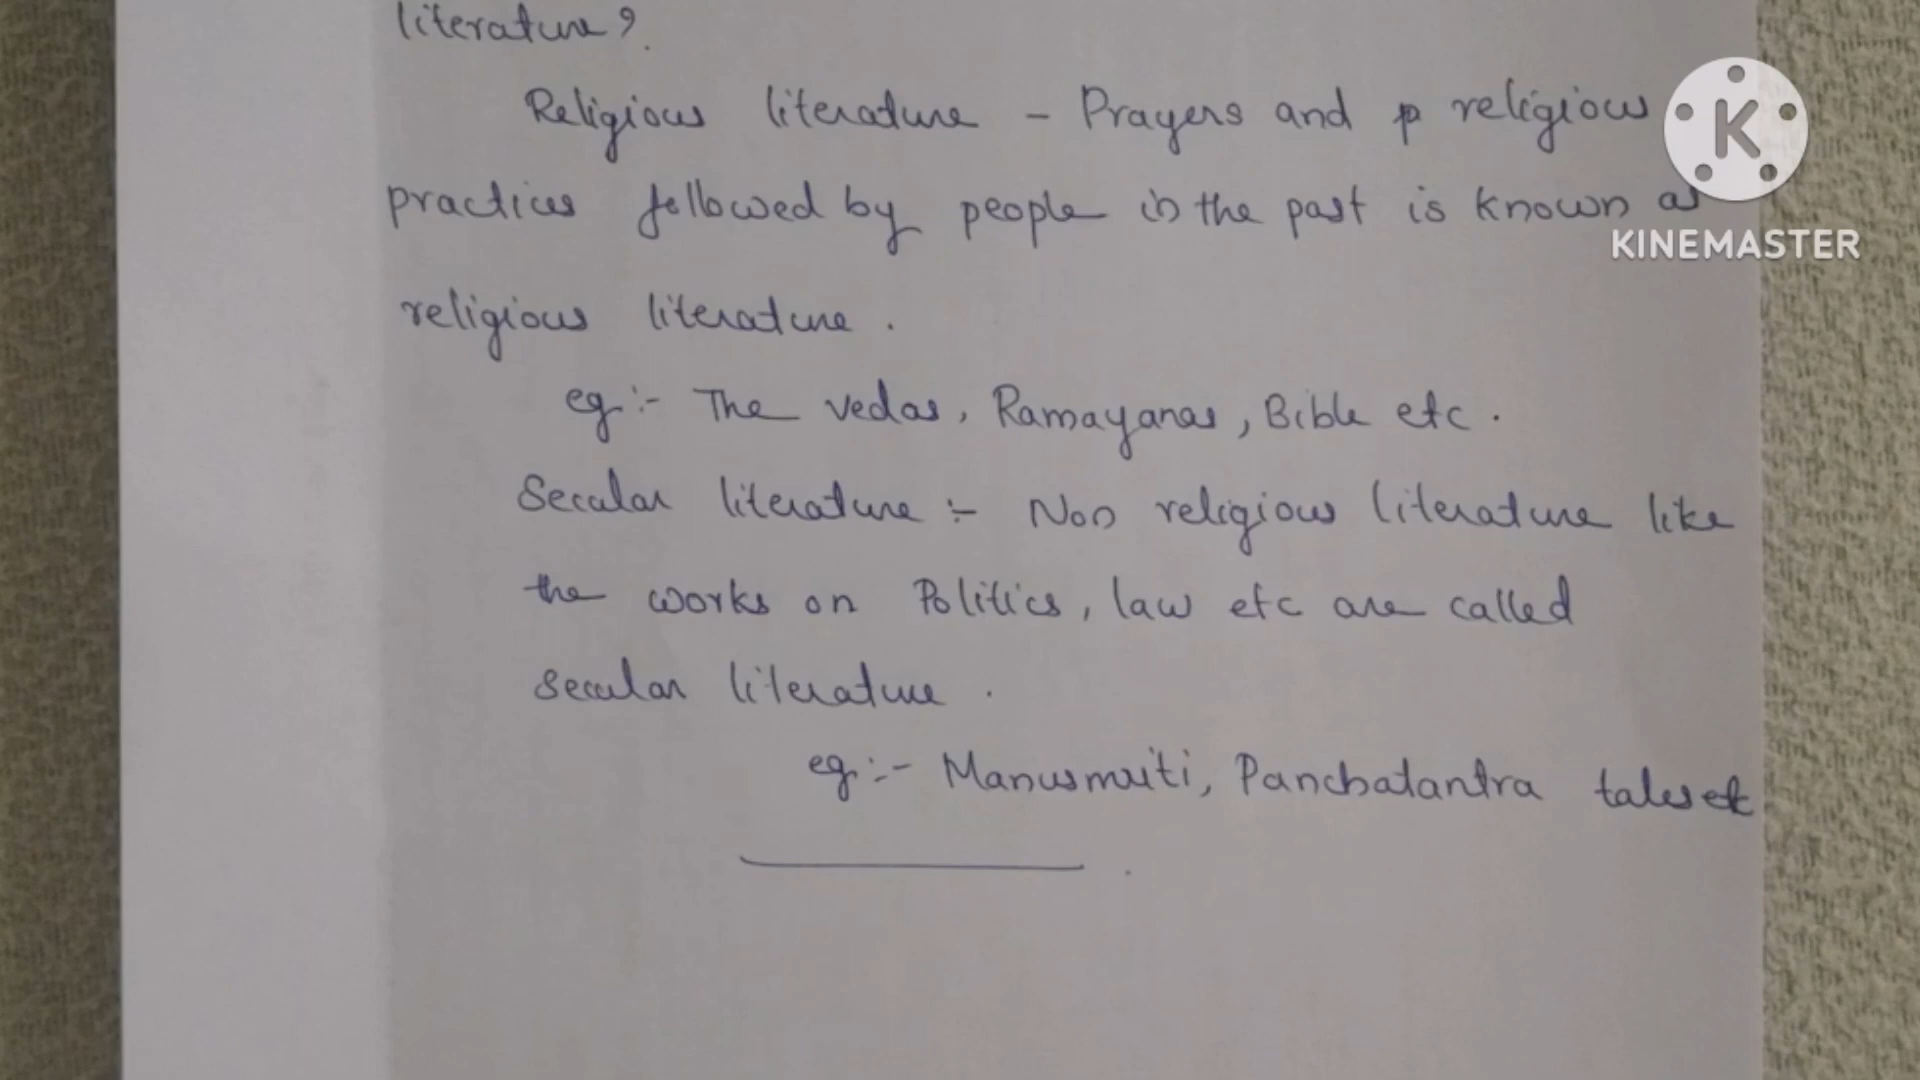 literature?
Religious literature - Prayers and p religious
practices followed by people in the past is known as
religious literature.
eg:- The vedas, Ramayanas, Bible etc.
Secular literature :- Non religious literature like
the works on Politics, law etc are called
secular literature.
eg:- Manusmriti, Panchatantra tales etc
K
KINEMASTER